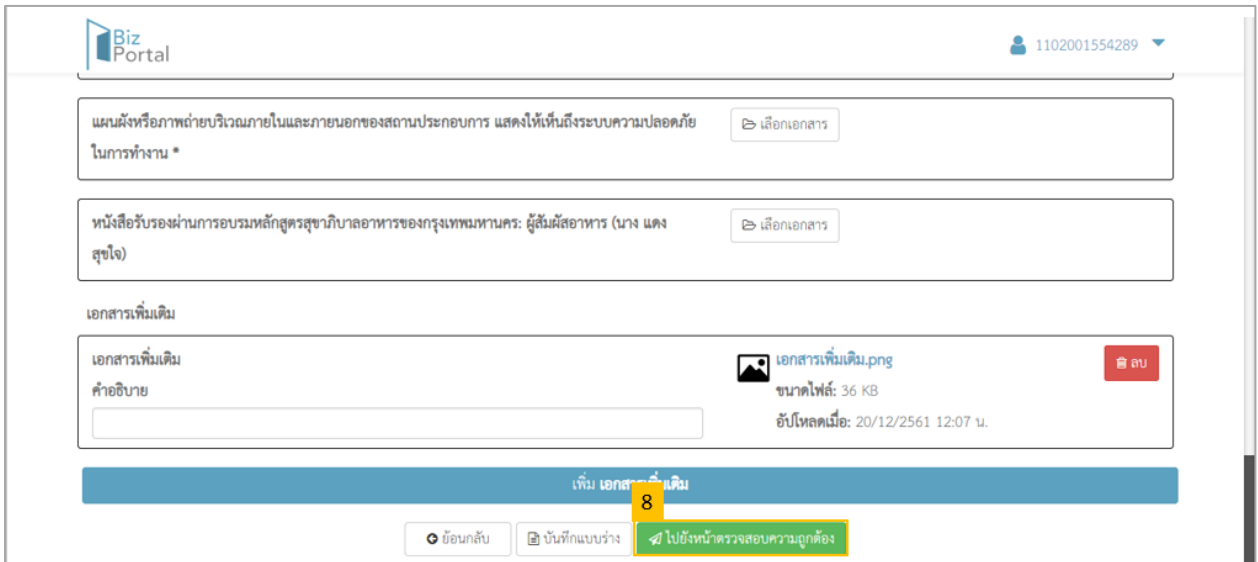 Biz
Portal
1102001554289
แผนผังหรือภาพถ่ายบริเวณภายในและภายนอกของสถานประกอบการ แสดงให้เห็นถึงระบบความปลอดภัย
ในการทำงาน *
เลือกเอกสาร
หนังสือรับรองผ่านการอบรมหลักสูตรสุขาภิบาลอาหารของกรุงเทพมหานคร: ผู้สัมผัสอาหาร (นาง แดง
สุขใจ)
เลือกเอกสาร
เอกสารเพิ่มเติม
เอกสารเพิ่มเติม
คำอธิบาย
เอกสารเพิ่มเติม.png
ขนาดไฟล์: 36 KB
อัปโหลดเมื่อ: 20/12/2561 12:07 น.
ลบ
เพิ่ม เอกสารเพิ่มเติม
8
ย้อนกลับ
บันทึกแบบร่าง
ไปยังหน้าตรวจสอบความถูกต้อง